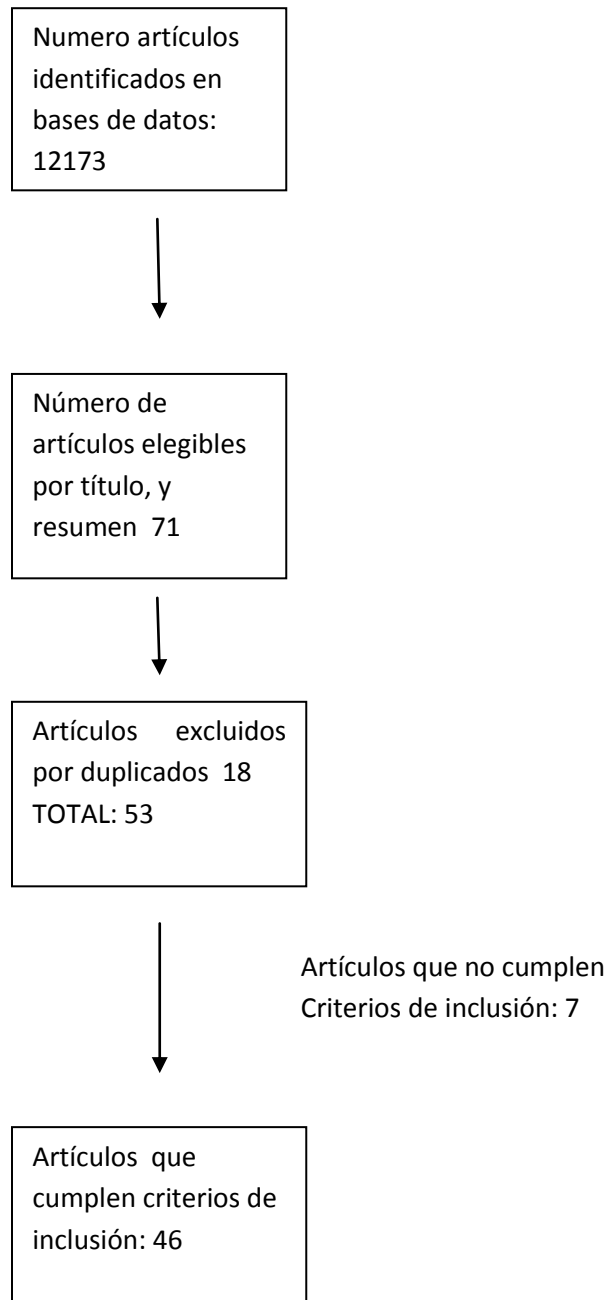 Numero artículos
identificados en
bases de datos:
12173
Número de
artículos elegibles
por título, y
resumen 71
Artículos excluidos
por duplicados 18
TOTAL: 53
Artículos que no cumplen
Criterios de inclusión: 7
Artículos que
cumplen criterios de
inclusión: 46